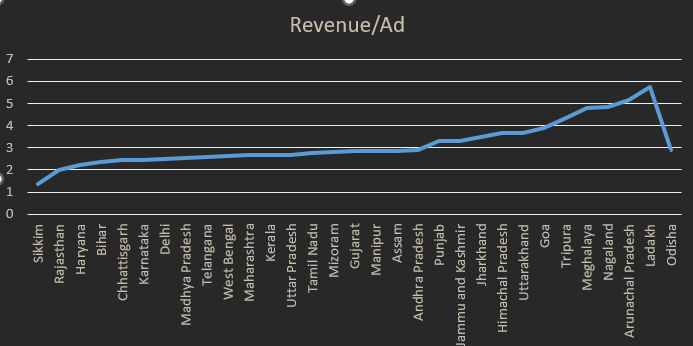 Revenue/Ad
7
6
5
4
3
2
1
0
Sikkim
Rajasthan
Haryana
Bihar
Chhattisgarh
Karnataka
Delhi
Madhya Pradesh
Telangana
West Bengal
Maharashtra
Kerala
Uttar Pradesh
Tamil Nadu
Mizoram
Gujarat
Manipur
Assam
Andhra Pradesh
Punjab
Jammu and Kashmir
Jharkhand
Himachal Pradesh
Uttarakhand
Goa
Tripura
Meghalaya
Nagaland
Arunachal Pradesh
Ladakh
Odisha